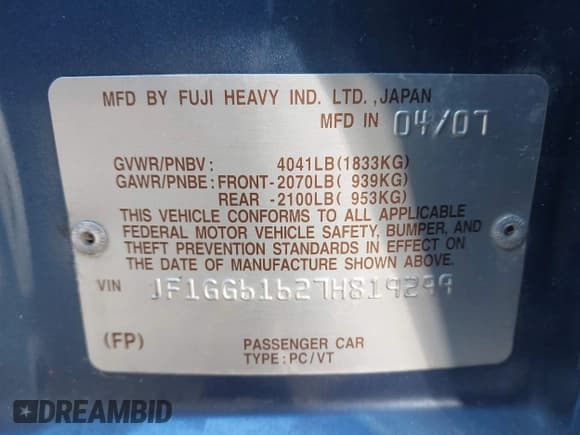 MFD BY FUJI HEAVY IND. LTD.,JAPAN
MFD IN 04/07
GVWR/PNBV: 4041LB(1833KG)
GAWR/PNBE: FRONT-2070LB( 939KG)
REAR -2100LB( 953KG)
THIS VEHICLE CONFORMS TO ALL APPLICABLE
FEDERAL MOTOR VEHICLE SAFETY, BUMPER, AND
THEFT PREVENTION STANDARDS IN EFFECT ON
THE DATE OF MANUFACTURE SHOWN ABOVE.
VIN JF1GG61627H819299
(FP) PASSENGER CAR
TYPE:PC/VT
DREAMBID